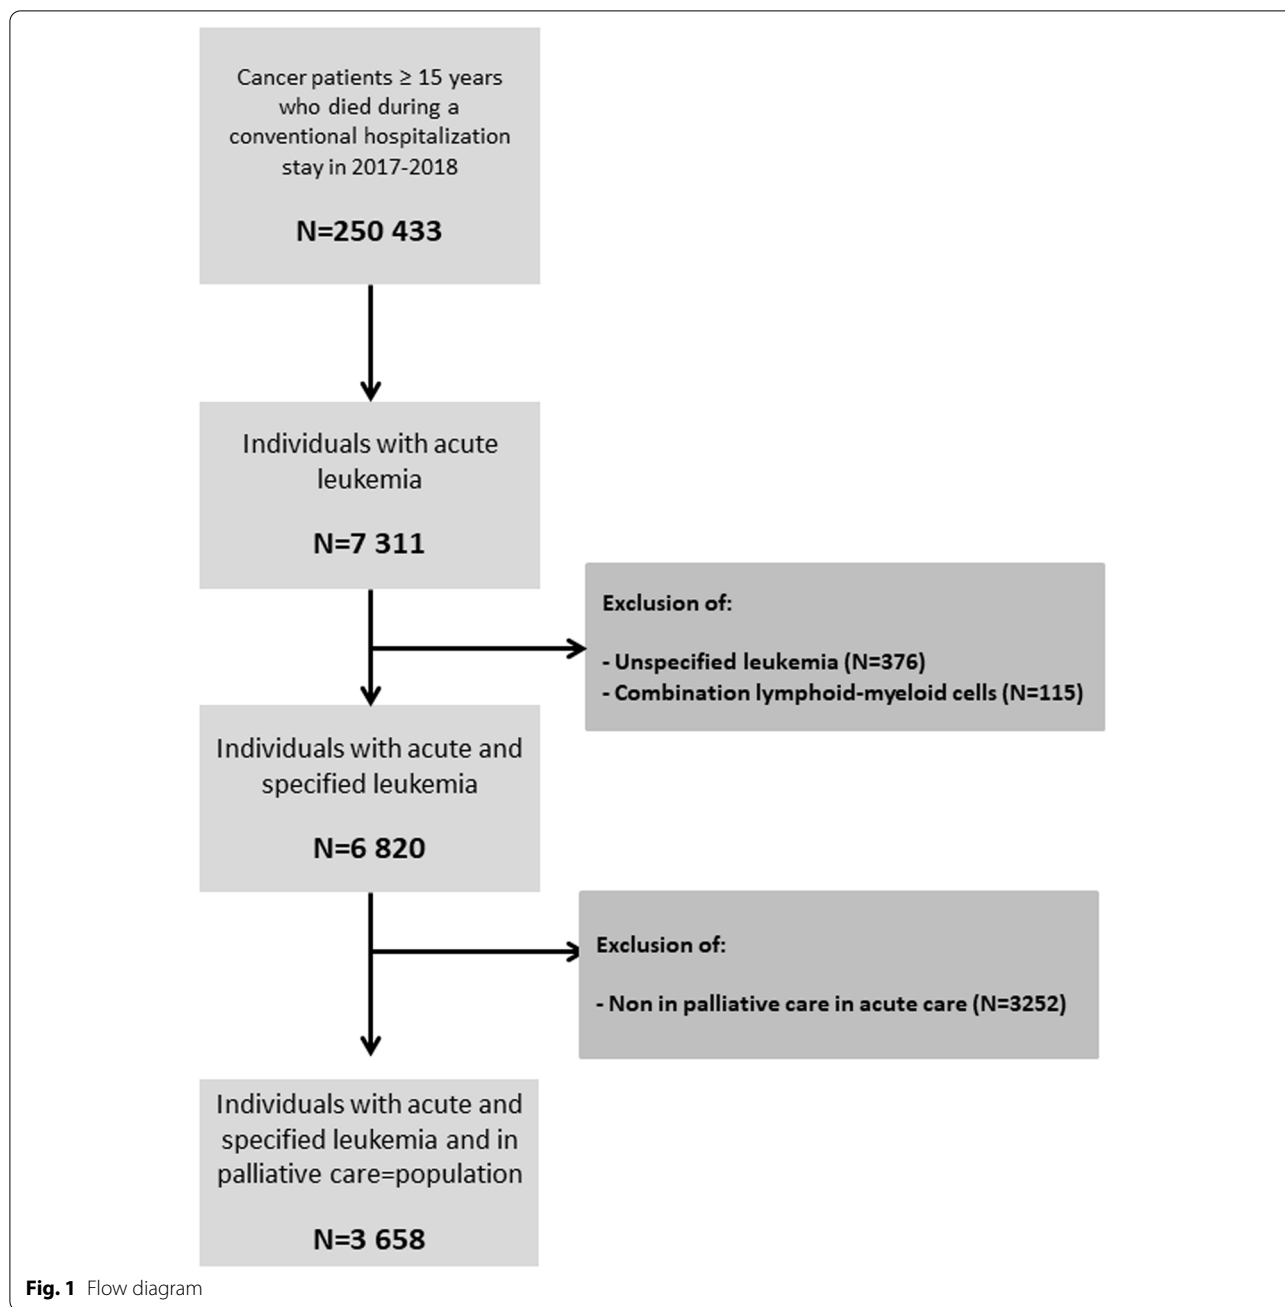 Cancer patients ≥ 15 years
who died during a
conventional hospitalization
stay in 2017-2018
N=250 433
Individuals with acute
leukemia
N=7 311
Exclusion of:
- Unspecified leukemia (N=376)
- Combination lymphoid-myeloid cells (N=115)
Individuals with acute and
specified leukemia
N=6 820
Exclusion of:
- Non in palliative care in acute care (N=3252)
Individuals with acute and
specified leukemia and in
palliative care=population
N=3 658
Fig. 1 Flow diagram